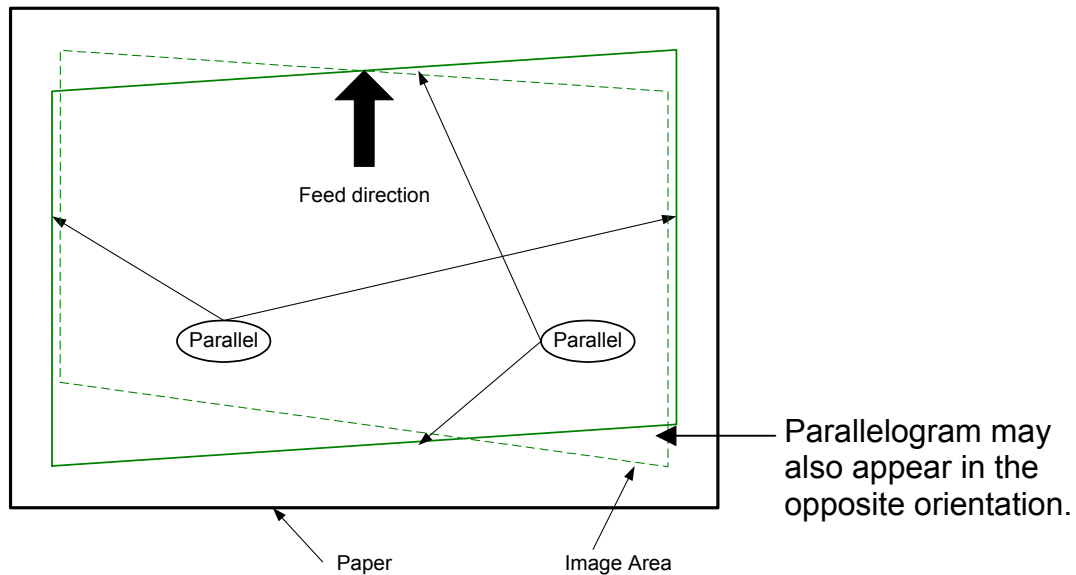 Feed direction
Parallel
Parallel
Parallelogram may
also appear in the
opposite orientation.
Paper
Image Area